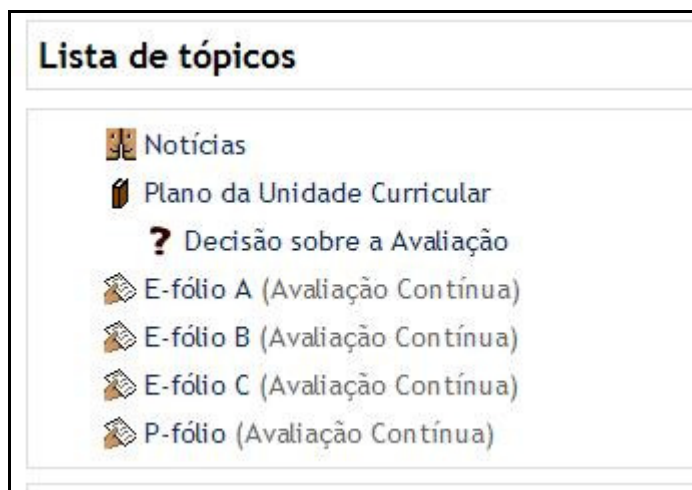 Lista de tópicos
Notícias
Plano da Unidade Curricular
Decisão sobre a Avaliação
E-fólio A (Avaliação Contínua)
E-fólio B (Avaliação Contínua)
E-fólio C (Avaliação Contínua)
P-fólio (Avaliação Contínua)